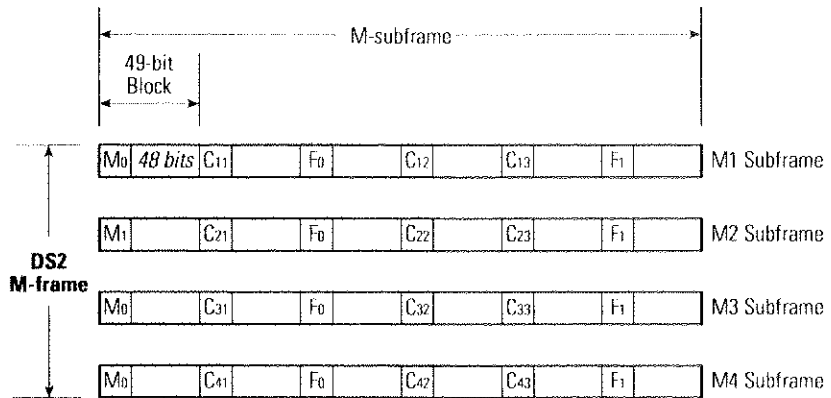 M-subframe
49-bit
Block
M0 48 bits C11 F0 C12 C13 F1 M1 Subframe
M1 C21 F0 C22 C23 F1 M2 Subframe
DS2
M-frame
M0 C31 F0 C32 C33 F1 M3 Subframe
M0 C41 F0 C42 C43 F1 M4 Subframe